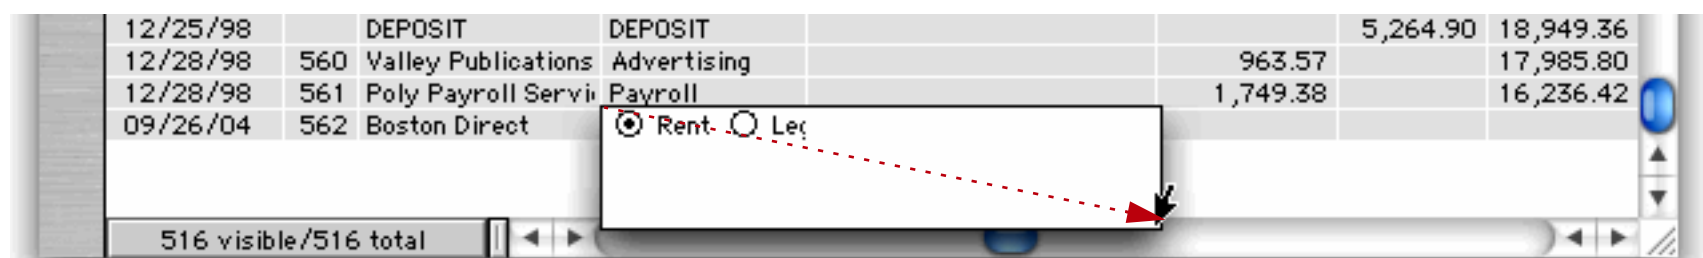 12/25/98 DEPOSIT DEPOSIT 5,264.90 18,949.36
12/28/98 560 Valley Publications Advertising 963.57 17,985.80
12/28/98 561 Poly Payroll Servi Payroll 1,749.38 16,236.42
09/26/04 562 Boston Direct Rent Leg
516 visible/516 total